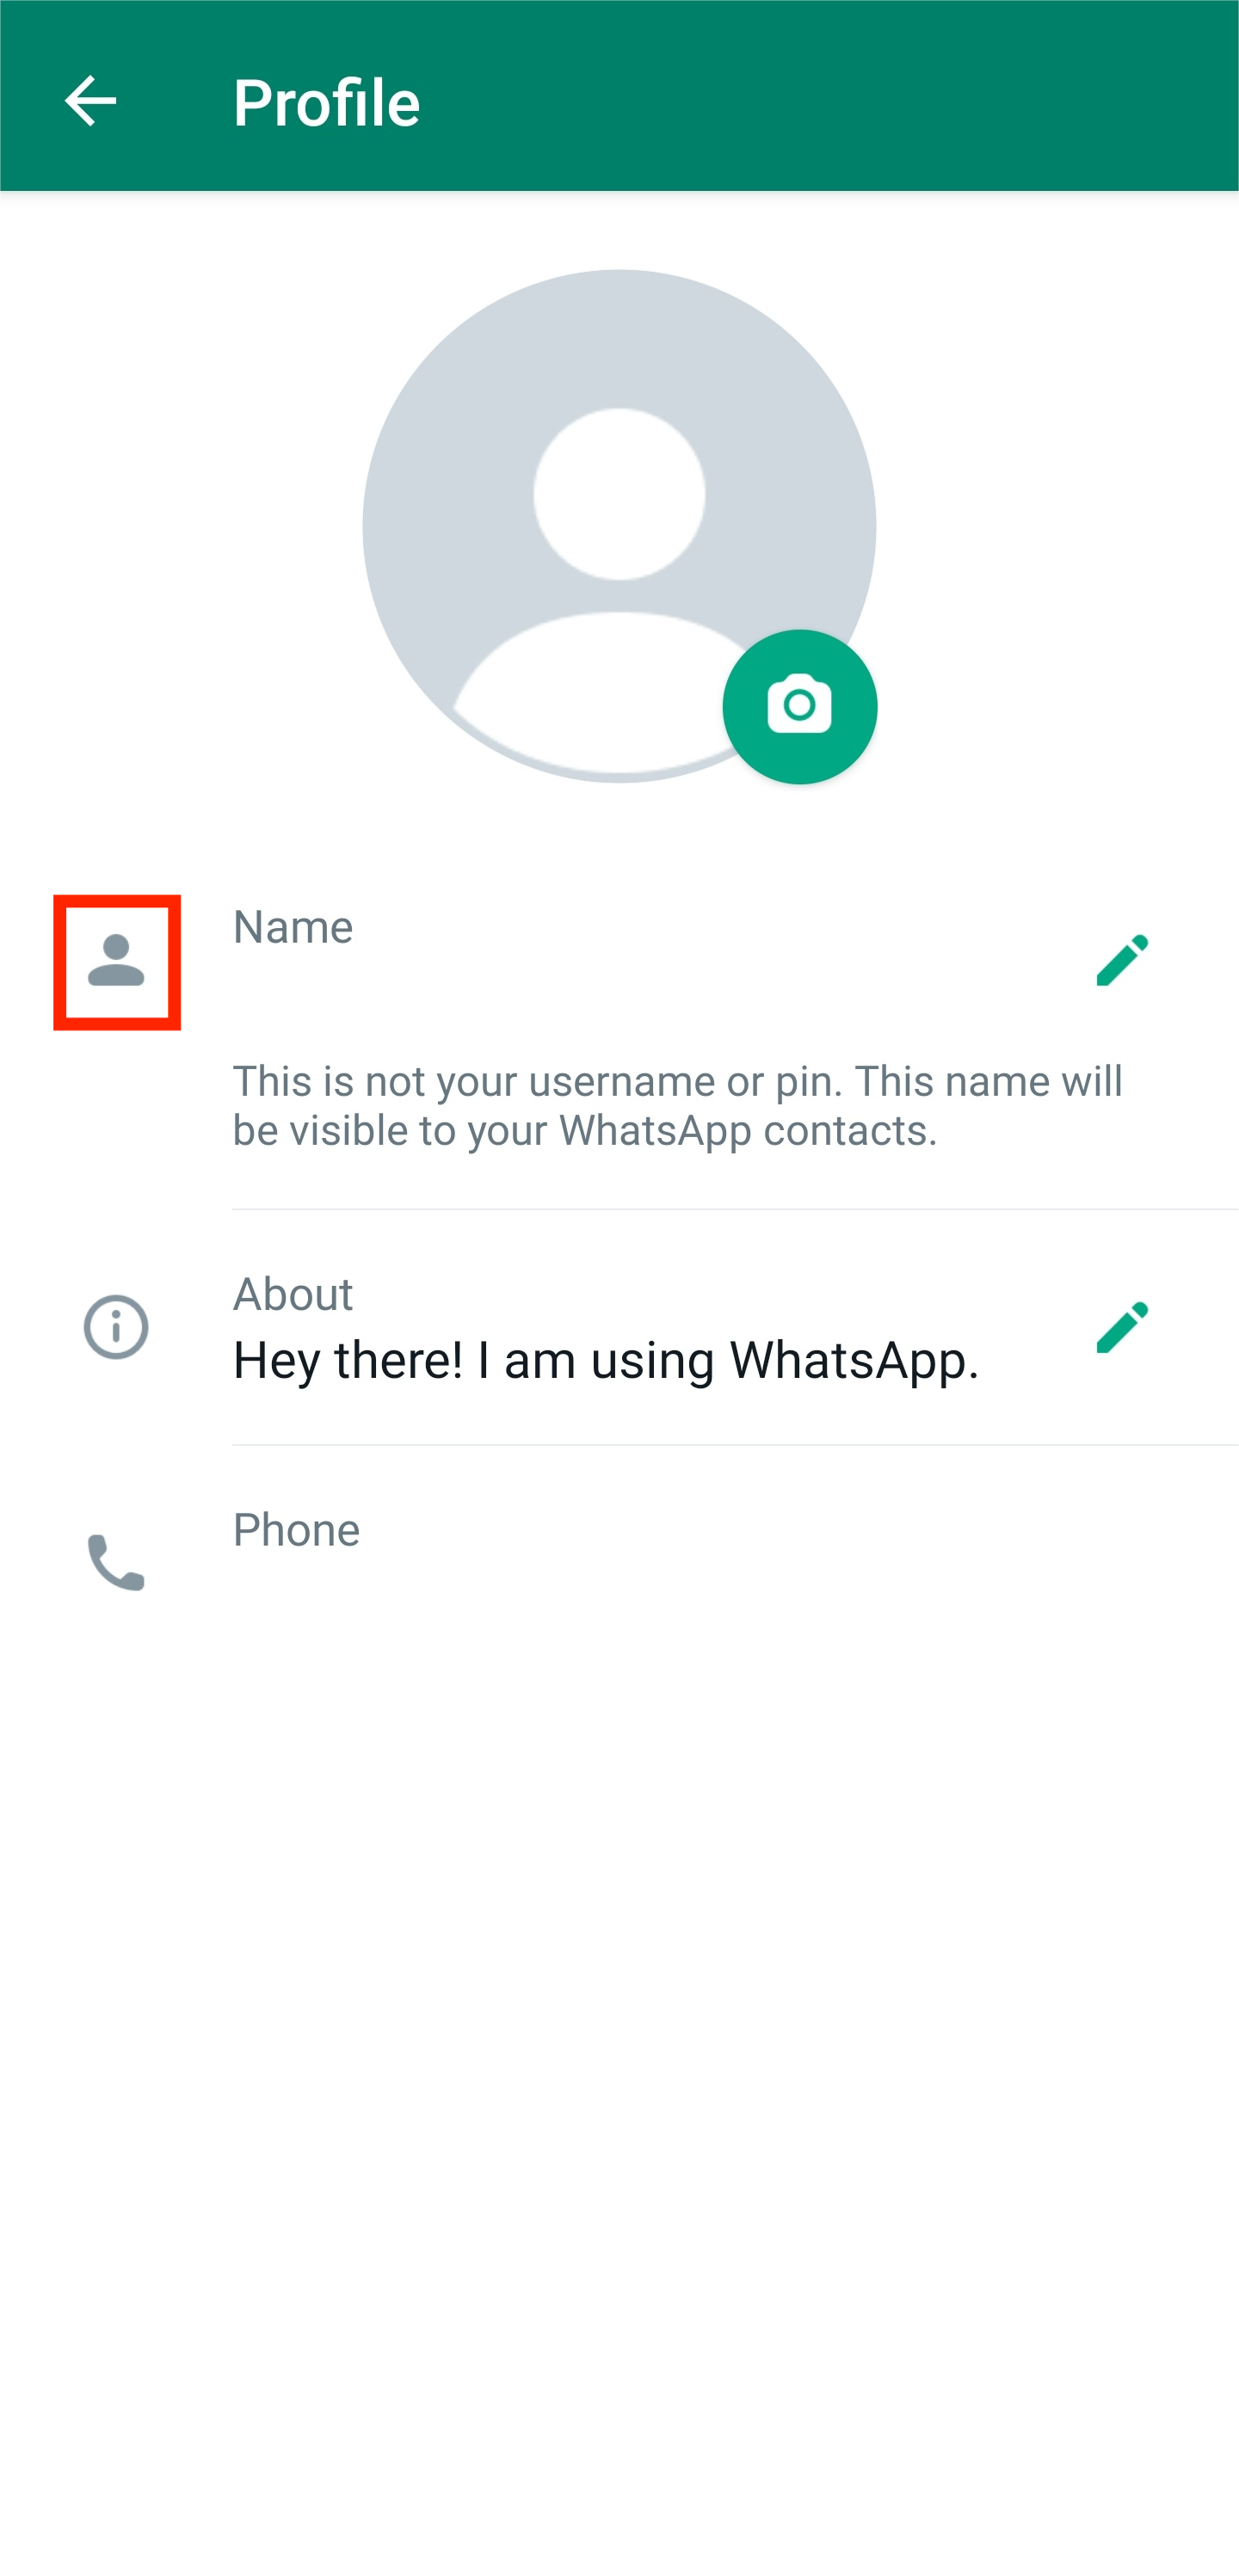 Profile
Name
This is not your username or pin. This name will
be visible to your WhatsApp contacts.
About
Hey there! I am using WhatsApp.
Phone